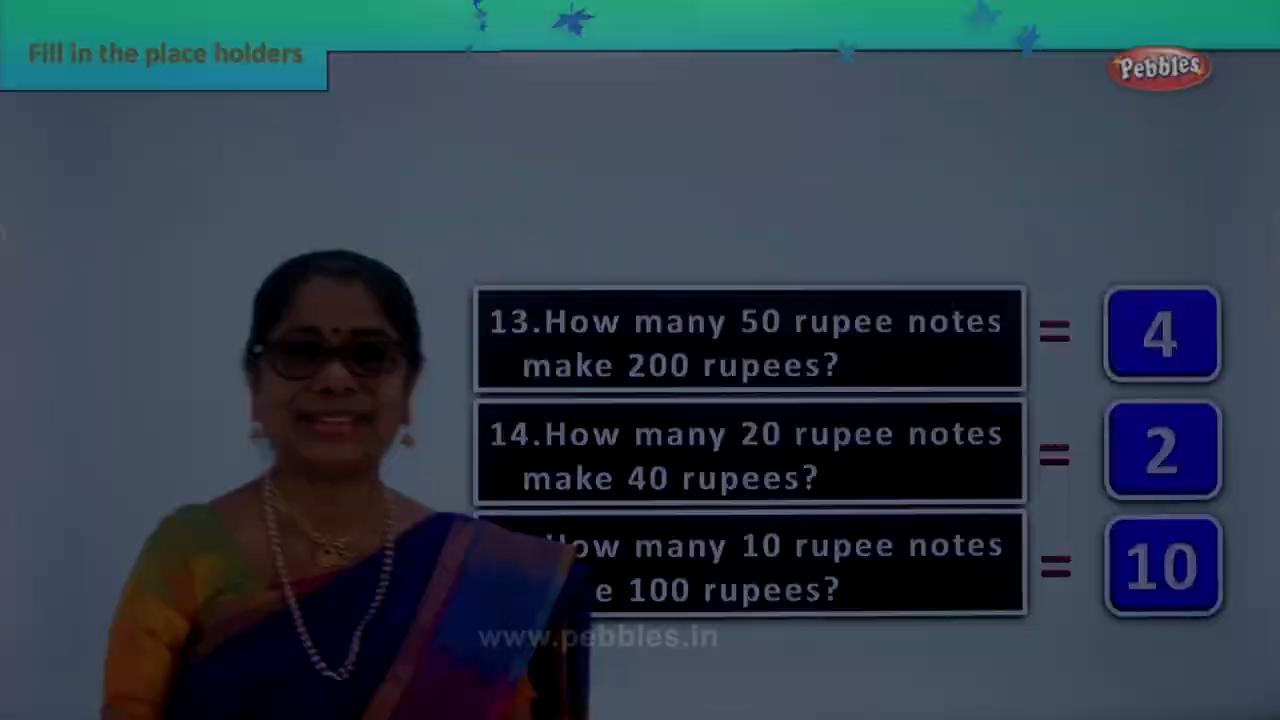 Fill in the place holders
Pebbles
13.How many 50 rupee notes
make 200 rupees?
=
4
14.How many 20 rupee notes
make 40 rupees?
=
2
How many 10 rupee notes
e 100 rupees?
=
10
www.pebbles.in